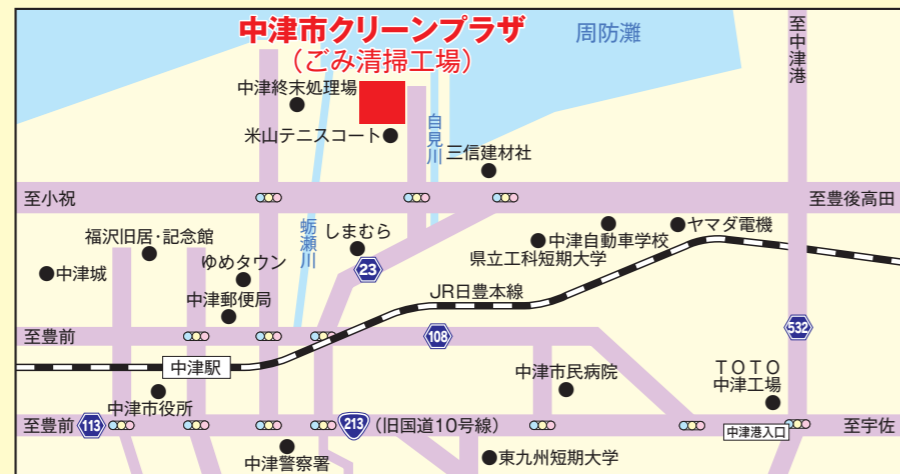 中津市クリーンプラザ
(ごみ清掃工場)
周防灘
至中津港
中津終末処理場
米山テニスコート
自見川
三信建材社
至小祝
至豊後高田
福沢旧居・記念館
蛎瀬川
しまむら
ヤマダ電機
中津自動車学校
県立工科短期大学
中津城
ゆめタウン
23
中津郵便局
JR日豊本線
至豊前
108
532
中津駅
中津市民病院
TOTO
中津工場
中津市役所
至豊前
113
213
(旧国道10号線)
中津港入口
至宇佐
中津警察署
東九州短期大学